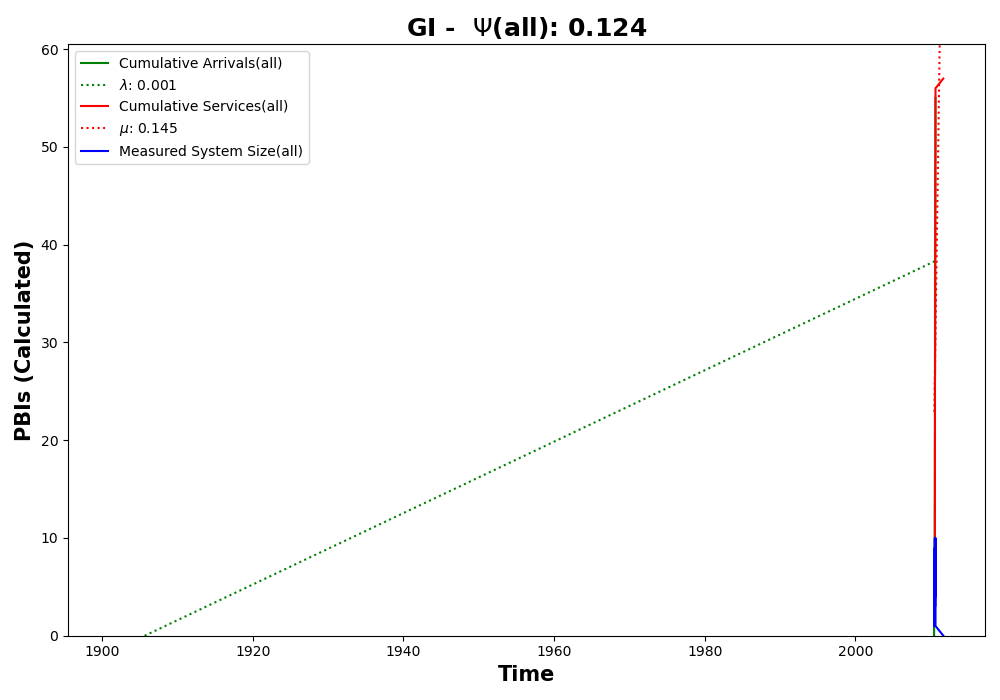 GI -  Ψ(all): 0.124
Cumulative Arrivals(all)
λ: 0.001
Cumulative Services(all)
μ: 0.145
Measured System Size(all)
PBIs (Calculated)
60
50
40
30
20
10
0
1900 1920 1940 1960 1980 2000
Time